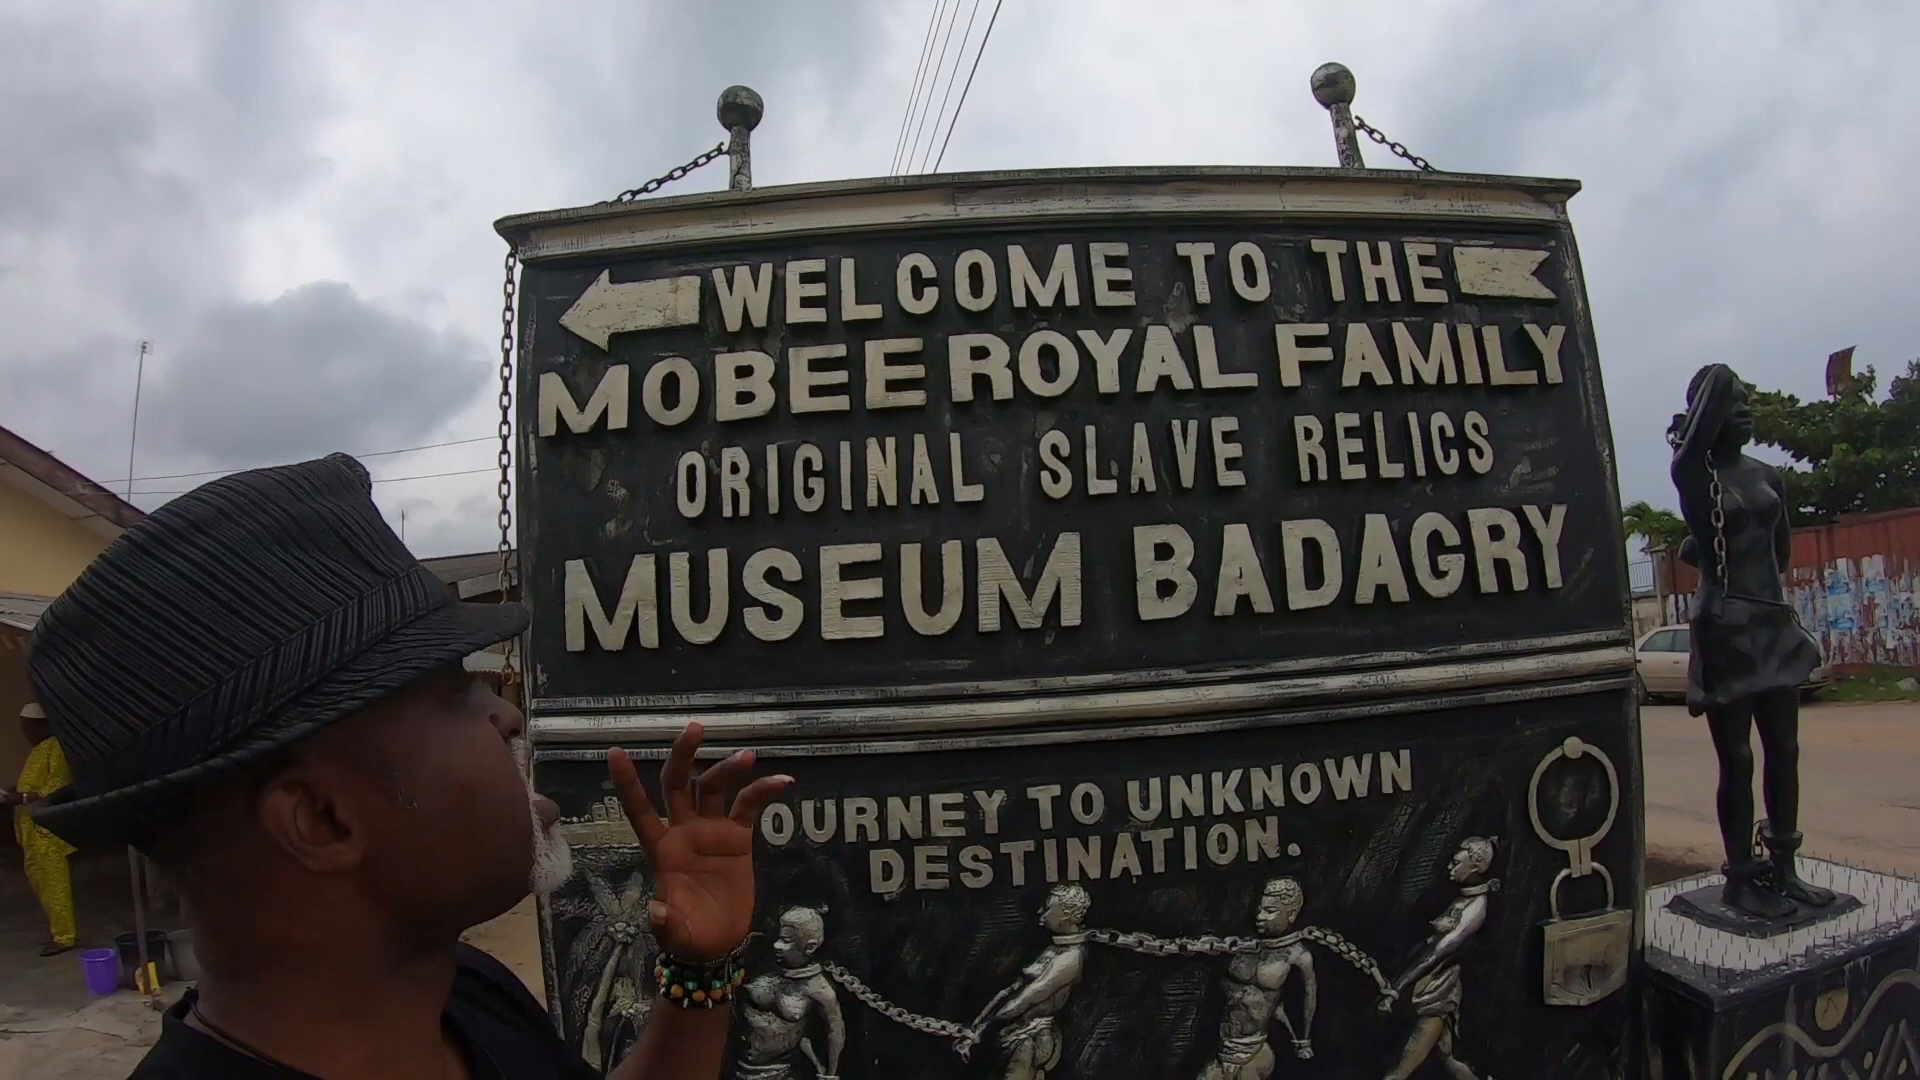 WELCOME TO THE
MOBEE ROYAL FAMILY
ORIGINAL SLAVE RELICS
MUSEUM BADAGRY
OURNEY TO UNKNOWN
DESTINATION.